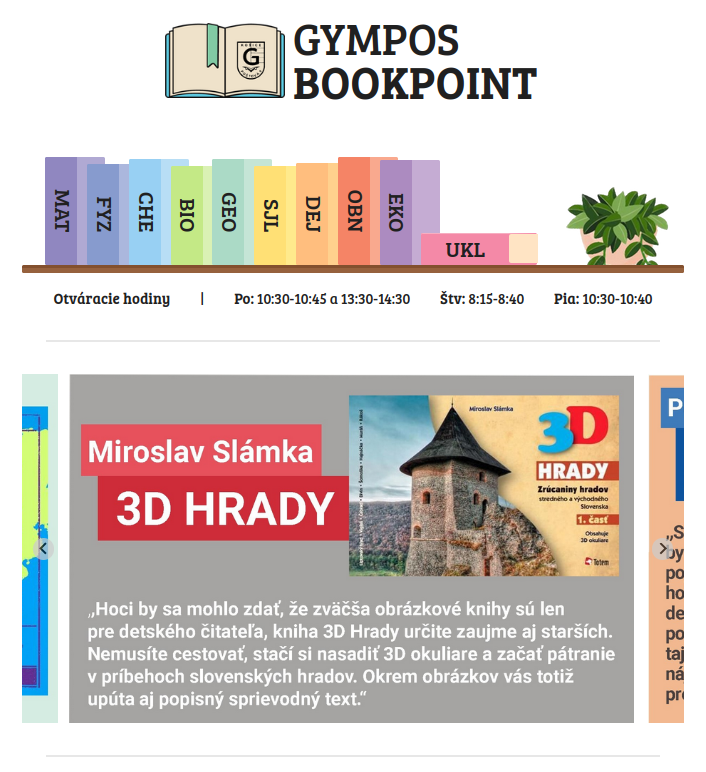 GYMPOS
BOOKPOINT
G
MAT
FYZ
CHE
BIO
GEO
SJL
DEJ
OBN
EKO
UKL
Otváracie hodiny | Po: 10:30-10:45 a 13:30-14:30 Štv: 8:15-8:40 Pia: 10:30-10:40
Miroslav Slámka
3D HRADY
Miroslav Slámka
3D
HRADY
Zrúcaniny hradov
stredného a východného
Slovenska
1. časť
Obsahuje
3D okuliare
Totem
„Hoci by sa mohlo zdať, že zväčša obrázkové knihy sú len
pre detského čitateľa, kniha 3D Hrady určite zaujme aj starších.
Nemusíte cestovať, stačí si nasadiť 3D okuliare a začať pátranie
v príbehoch slovenských hradov. Okrem obrázkov vás totiž
upúta aj popisný sprievodný text.“
P
„S
by
po
ho
de
po
taj
ná
pre